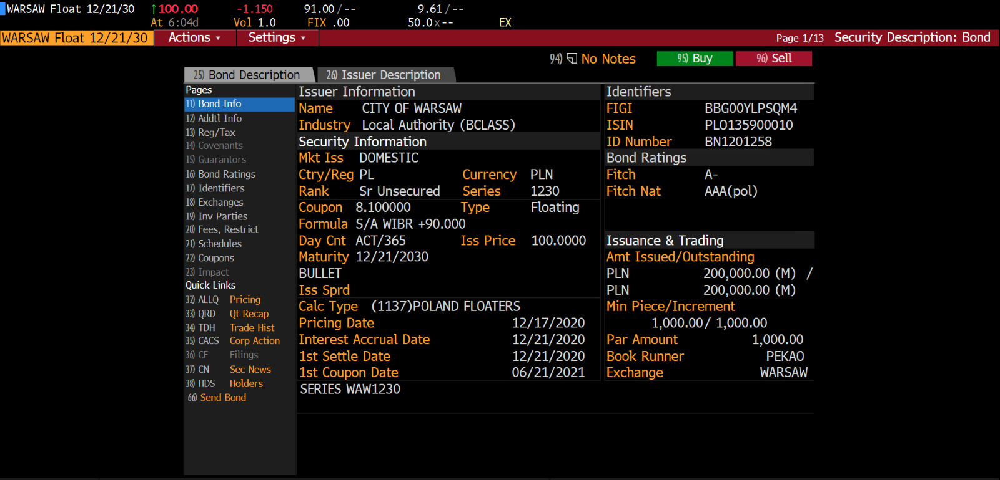 WARSAW Float 12/21/30 ↑100.00 -1.150 91.00/-- 9.61/--
At 6:04d Vol 1.0 FIX .00 50.0x-- EX
WARSAW Float 12/21/30 Actions Settings Page 1/13 Security Description: Bond
94) No Notes 95) Buy 96) Sell
25) Bond Description 26) Issuer Description
Pages
11) Bond Info
12) Addtl Info
13) Reg/Tax
14) Covenants
15) Guarantors
16) Bond Ratings
17) Identifiers
18) Exchanges
19) Inv Parties
20) Fees, Restrict
21) Schedules
22) Coupons
23) Impact
Quick Links
32) ALLQ Pricing
33) QRD Qt Recap
34) TDH Trade Hist
35) CACS Corp Action
36) CF Filings
37) CN Sec News
38) HDS Holders
66) Send Bond
Issuer Information
Name CITY OF WARSAW
Industry Local Authority (BCLASS)
Security Information
Mkt Iss DOMESTIC
Ctry/Reg PL Currency PLN
Rank Sr Unsecured Series 1230
Coupon 8.100000 Type Floating
Formula S/A WIBR +90.000
Day Cnt ACT/365 Iss Price 100.0000
Maturity 12/21/2030
BULLET
Iss Sprd
Calc Type (1137)POLAND FLOATERS
Pricing Date 12/17/2020
Interest Accrual Date 12/21/2020
1st Settle Date 12/21/2020
1st Coupon Date 06/21/2021
SERIES WAW1230
Identifiers
FIGI BBG00YLPSQM4
ISIN PLO135900010
ID Number BN1201258
Bond Ratings
Fitch A-
Fitch Nat AAA(pol)
Issuance & Trading
Amt Issued/Outstanding
PLN 200,000.00 (M) /
PLN 200,000.00 (M)
Min Piece/Increment
1,000.00/ 1,000.00
Par Amount 1,000.00
Book Runner PEKAO
Exchange WARSAW